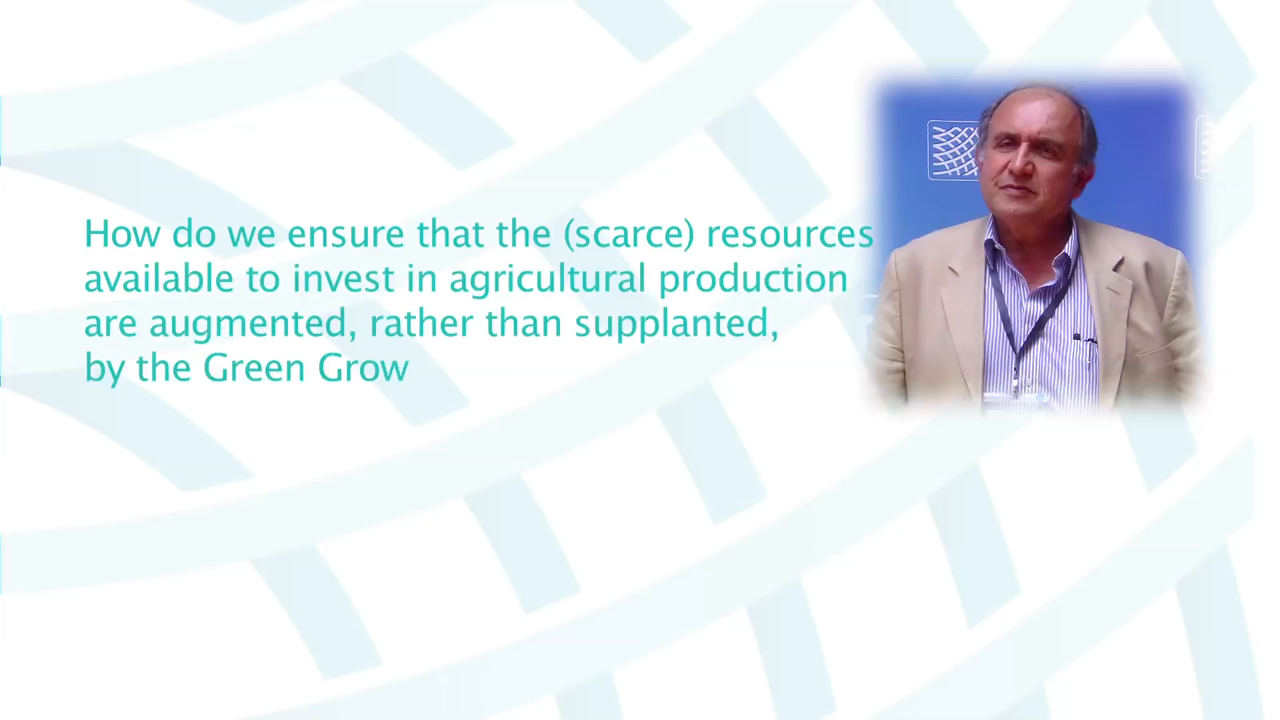 How do we ensure that the (scarce) resources
available to invest in agricultural production
are augmented, rather than supplanted,
by the Green Grow